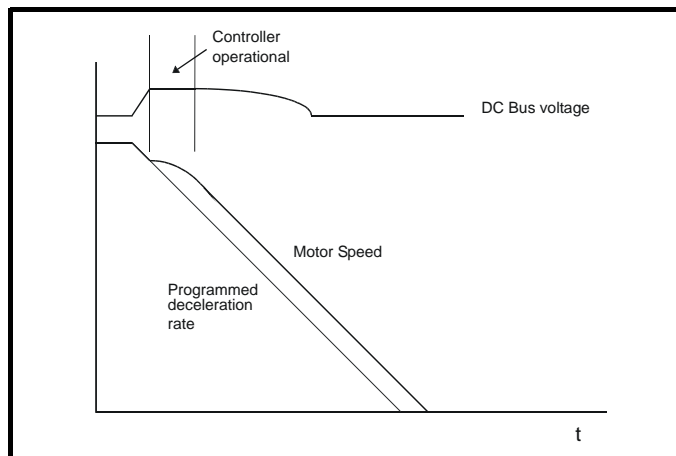 Controller
operational
DC Bus voltage
Motor Speed
Programmed
deceleration
rate
t